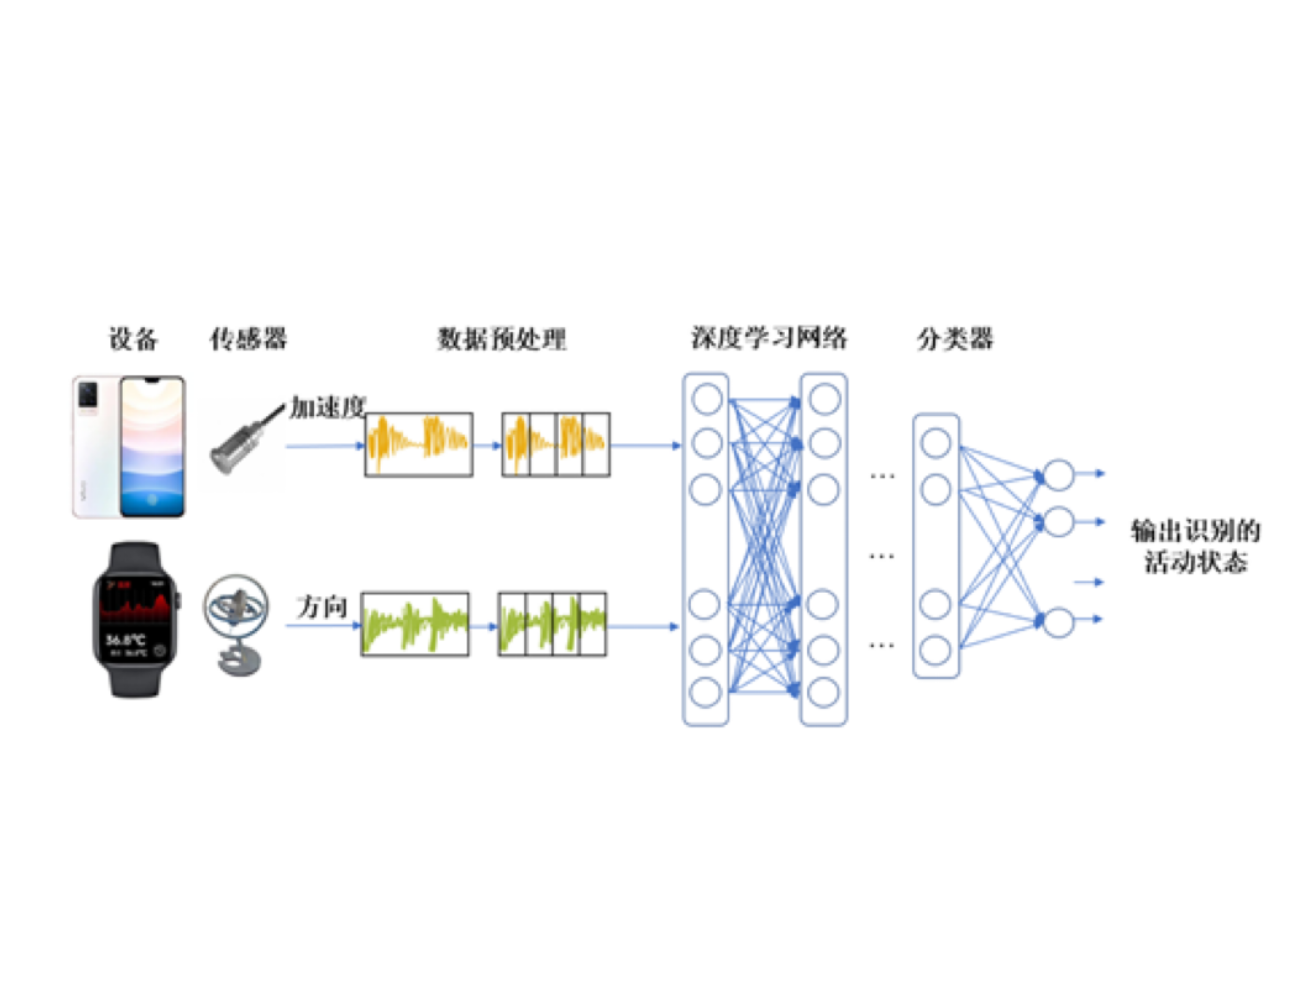 设备
传感器
数据预处理
深度学习网络
分类器
加速度
方向
36.8℃
...
...
...
输出识别的
活动状态